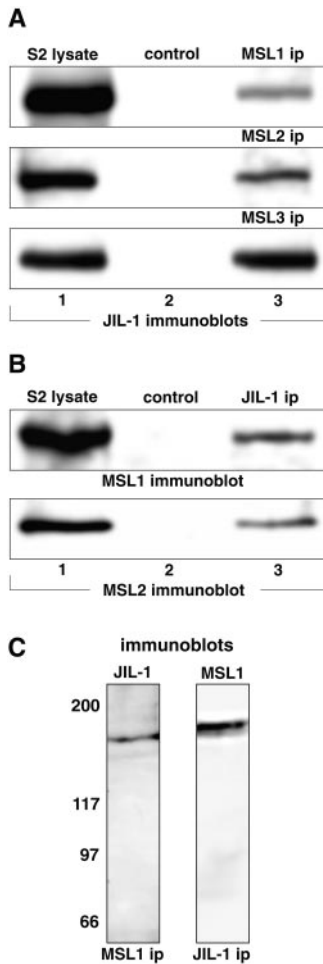 A
S2 lysate control MSL1 ip
MSL2 ip
MSL3 ip
1 2 3
JIL-1 immunoblots
B
S2 lysate control JIL-1 ip
MSL1 immunoblot
1 2 3
MSL2 immunoblot
C
immunoblots
JIL-1 MSL1
200
117
97
66
MSL1 ip JIL-1 ip